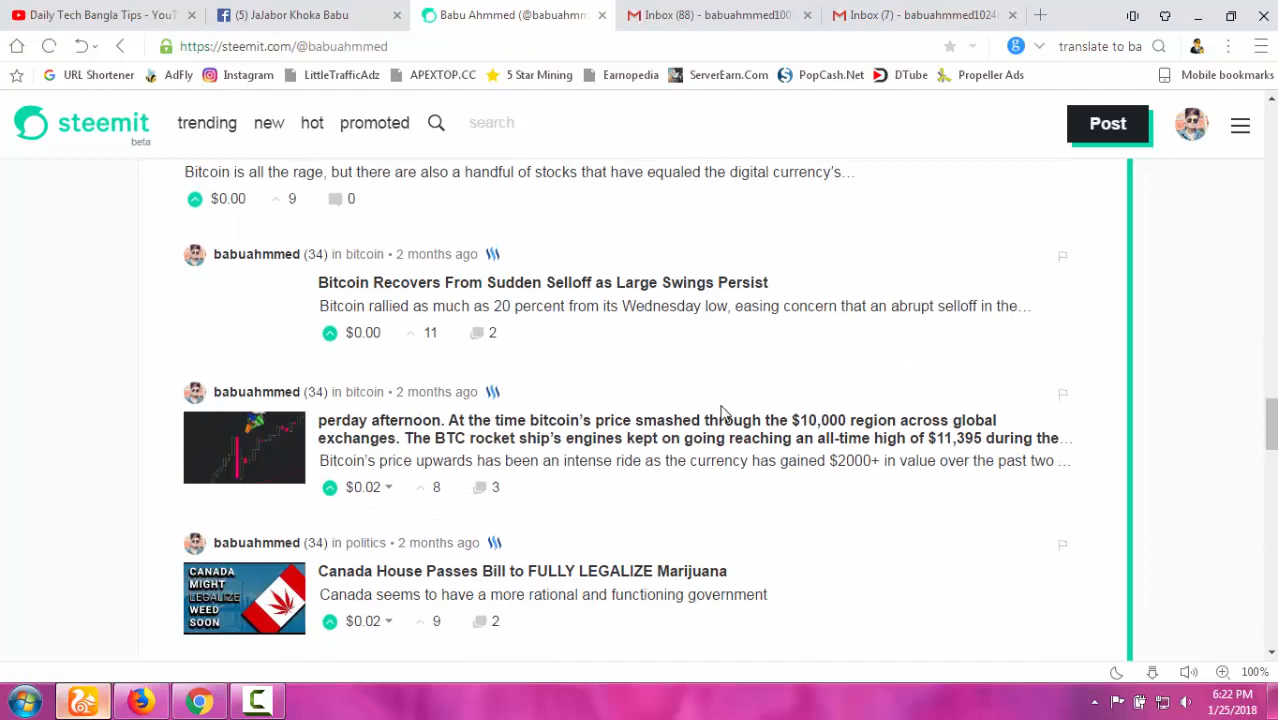 Daily Tech Bangla Tips - YouT
(5) Jalabor Khoka Babu
Babu Ahmmed (@babuahmm
Inbox (88) - babuahmmed100
Inbox (7) - babuahmmed1024
https://steemit.com/@babuahmmed
translate to ba
URL Shortener
AdFly
Instagram
LittleTrafficAdz
APEXTOP.CC
5 Star Mining
Earnopedia
ServerEarn.Com
PopCash.Net
DTube
Propeller Ads
Mobile bookmarks
steemit
beta
trending
new
hot
promoted
search
Post
Bitcoin is all the rage, but there are also a handful of stocks that have equaled the digital currency's…
$0.00 9 0
babuahmmed (34) in bitcoin • 2 months ago
Bitcoin Recovers From Sudden Selloff as Large Swings Persist
Bitcoin rallied as much as 20 percent from its Wednesday low, easing concern that an abrupt selloff in the…
$0.00 11 2
babuahmmed (34) in bitcoin • 2 months ago
perday afternoon. At the time bitcoin's price smashed through the $10,000 region across global
exchanges. The BTC rocket ship's engines kept on going reaching an all-time high of $11,395 during the…
Bitcoin's price upwards has been an intense ride as the currency has gained $2000+ in value over the past two …
$0.02 8 3
babuahmmed (34) in politics • 2 months ago
CANADA
MIGHT
LEGALIZE
WEED
SOON
Canada House Passes Bill to FULLY LEGALIZE Marijuana
Canada seems to have a more rational and functioning government
$0.02 9 2
100%
6:22 PM
1/25/2018